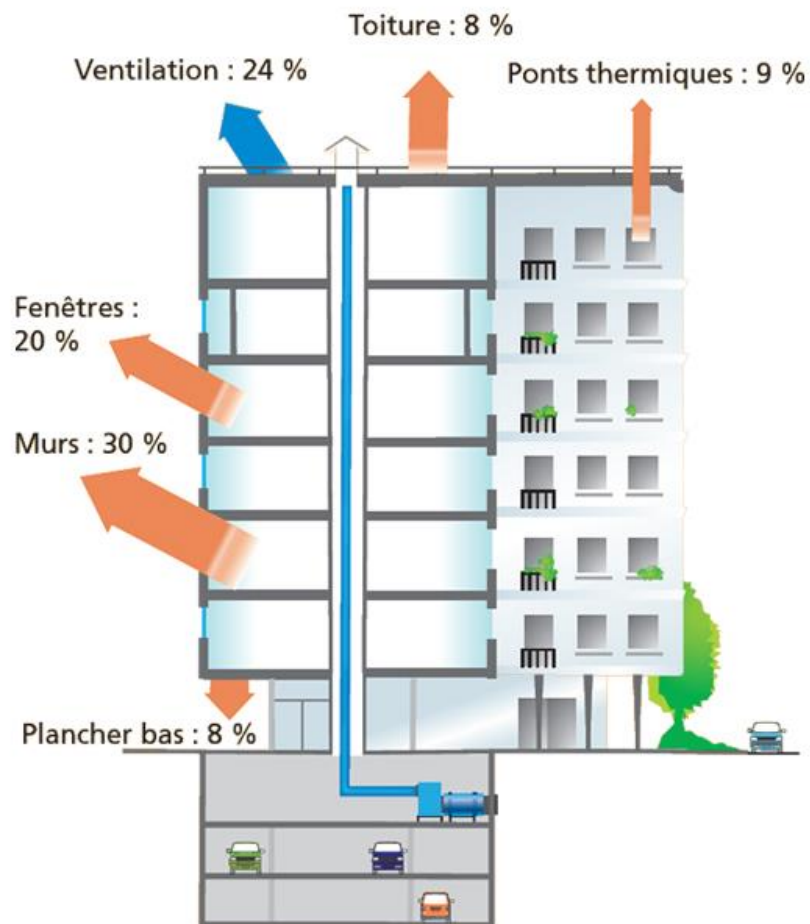 Toiture : 8 %
Ventilation : 24 %
Ponts thermiques : 9 %
Fenêtres :
20 %
Murs : 30 %
Plancher bas : 8 %